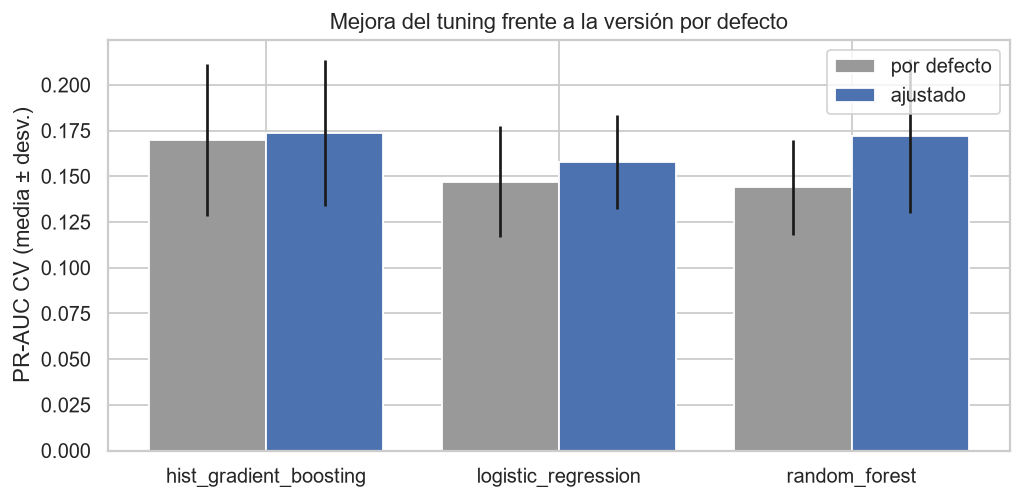 Mejora del tuning frente a la versión por defecto
PR-AUC CV (media ± desv.)
0.200
0.175
0.150
0.125
0.100
0.075
0.050
0.025
0.000
por defecto
ajustado
hist_gradient_boosting
logistic_regression
random_forest